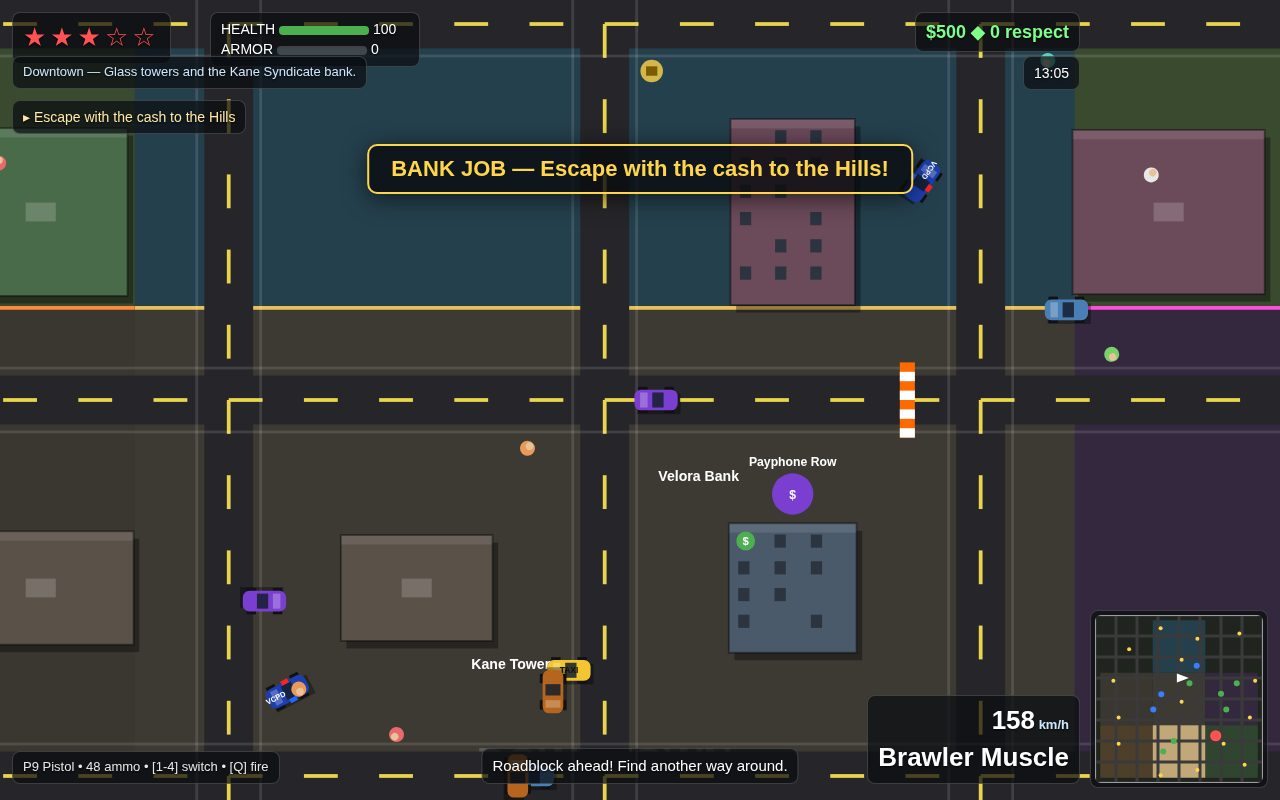 ★★★☆☆
HEALTH 100
ARMOR 0
$500 ◆ 0 respect
Downtown — Glass towers and the Kane Syndicate bank.
13:05
▸ Escape with the cash to the Hills
BANK JOB — Escape with the cash to the Hills!
VCPD
Payphone Row
Velora Bank
$
$
Kane Tower
TAXI
VCPD
158 km/h
Brawler Muscle
P9 Pistol • 48 ammo • [1-4] switch • [Q] fire
Roadblock ahead! Find another way around.